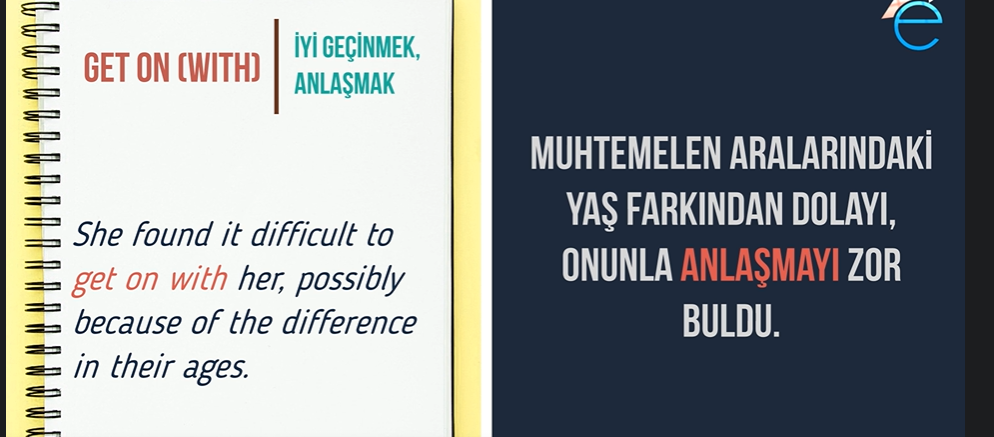 GET ON (WITH)
İYİ GEÇİNMEK,
ANLAŞMAK
She found it difficult to
get on with her, possibly
because of the difference
in their ages.
e
MUHTEMELEN ARALARINDAKİ
YAŞ FARKINDAN DOLAYI,
ONUNLA ANLAŞMAYI ZOR
BULDU.